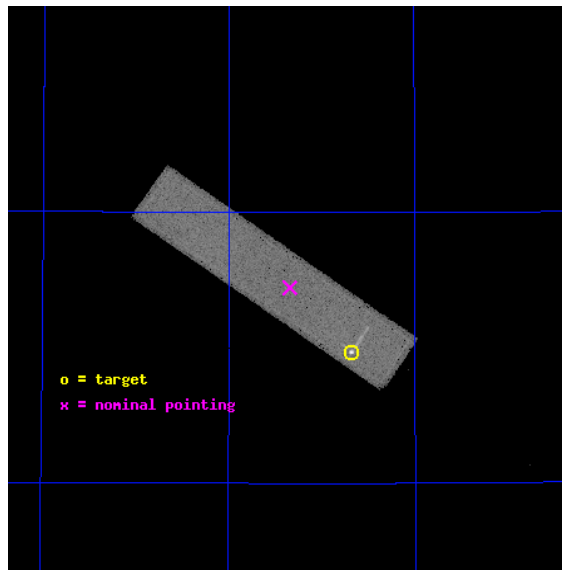 o = target
x = nominal pointing